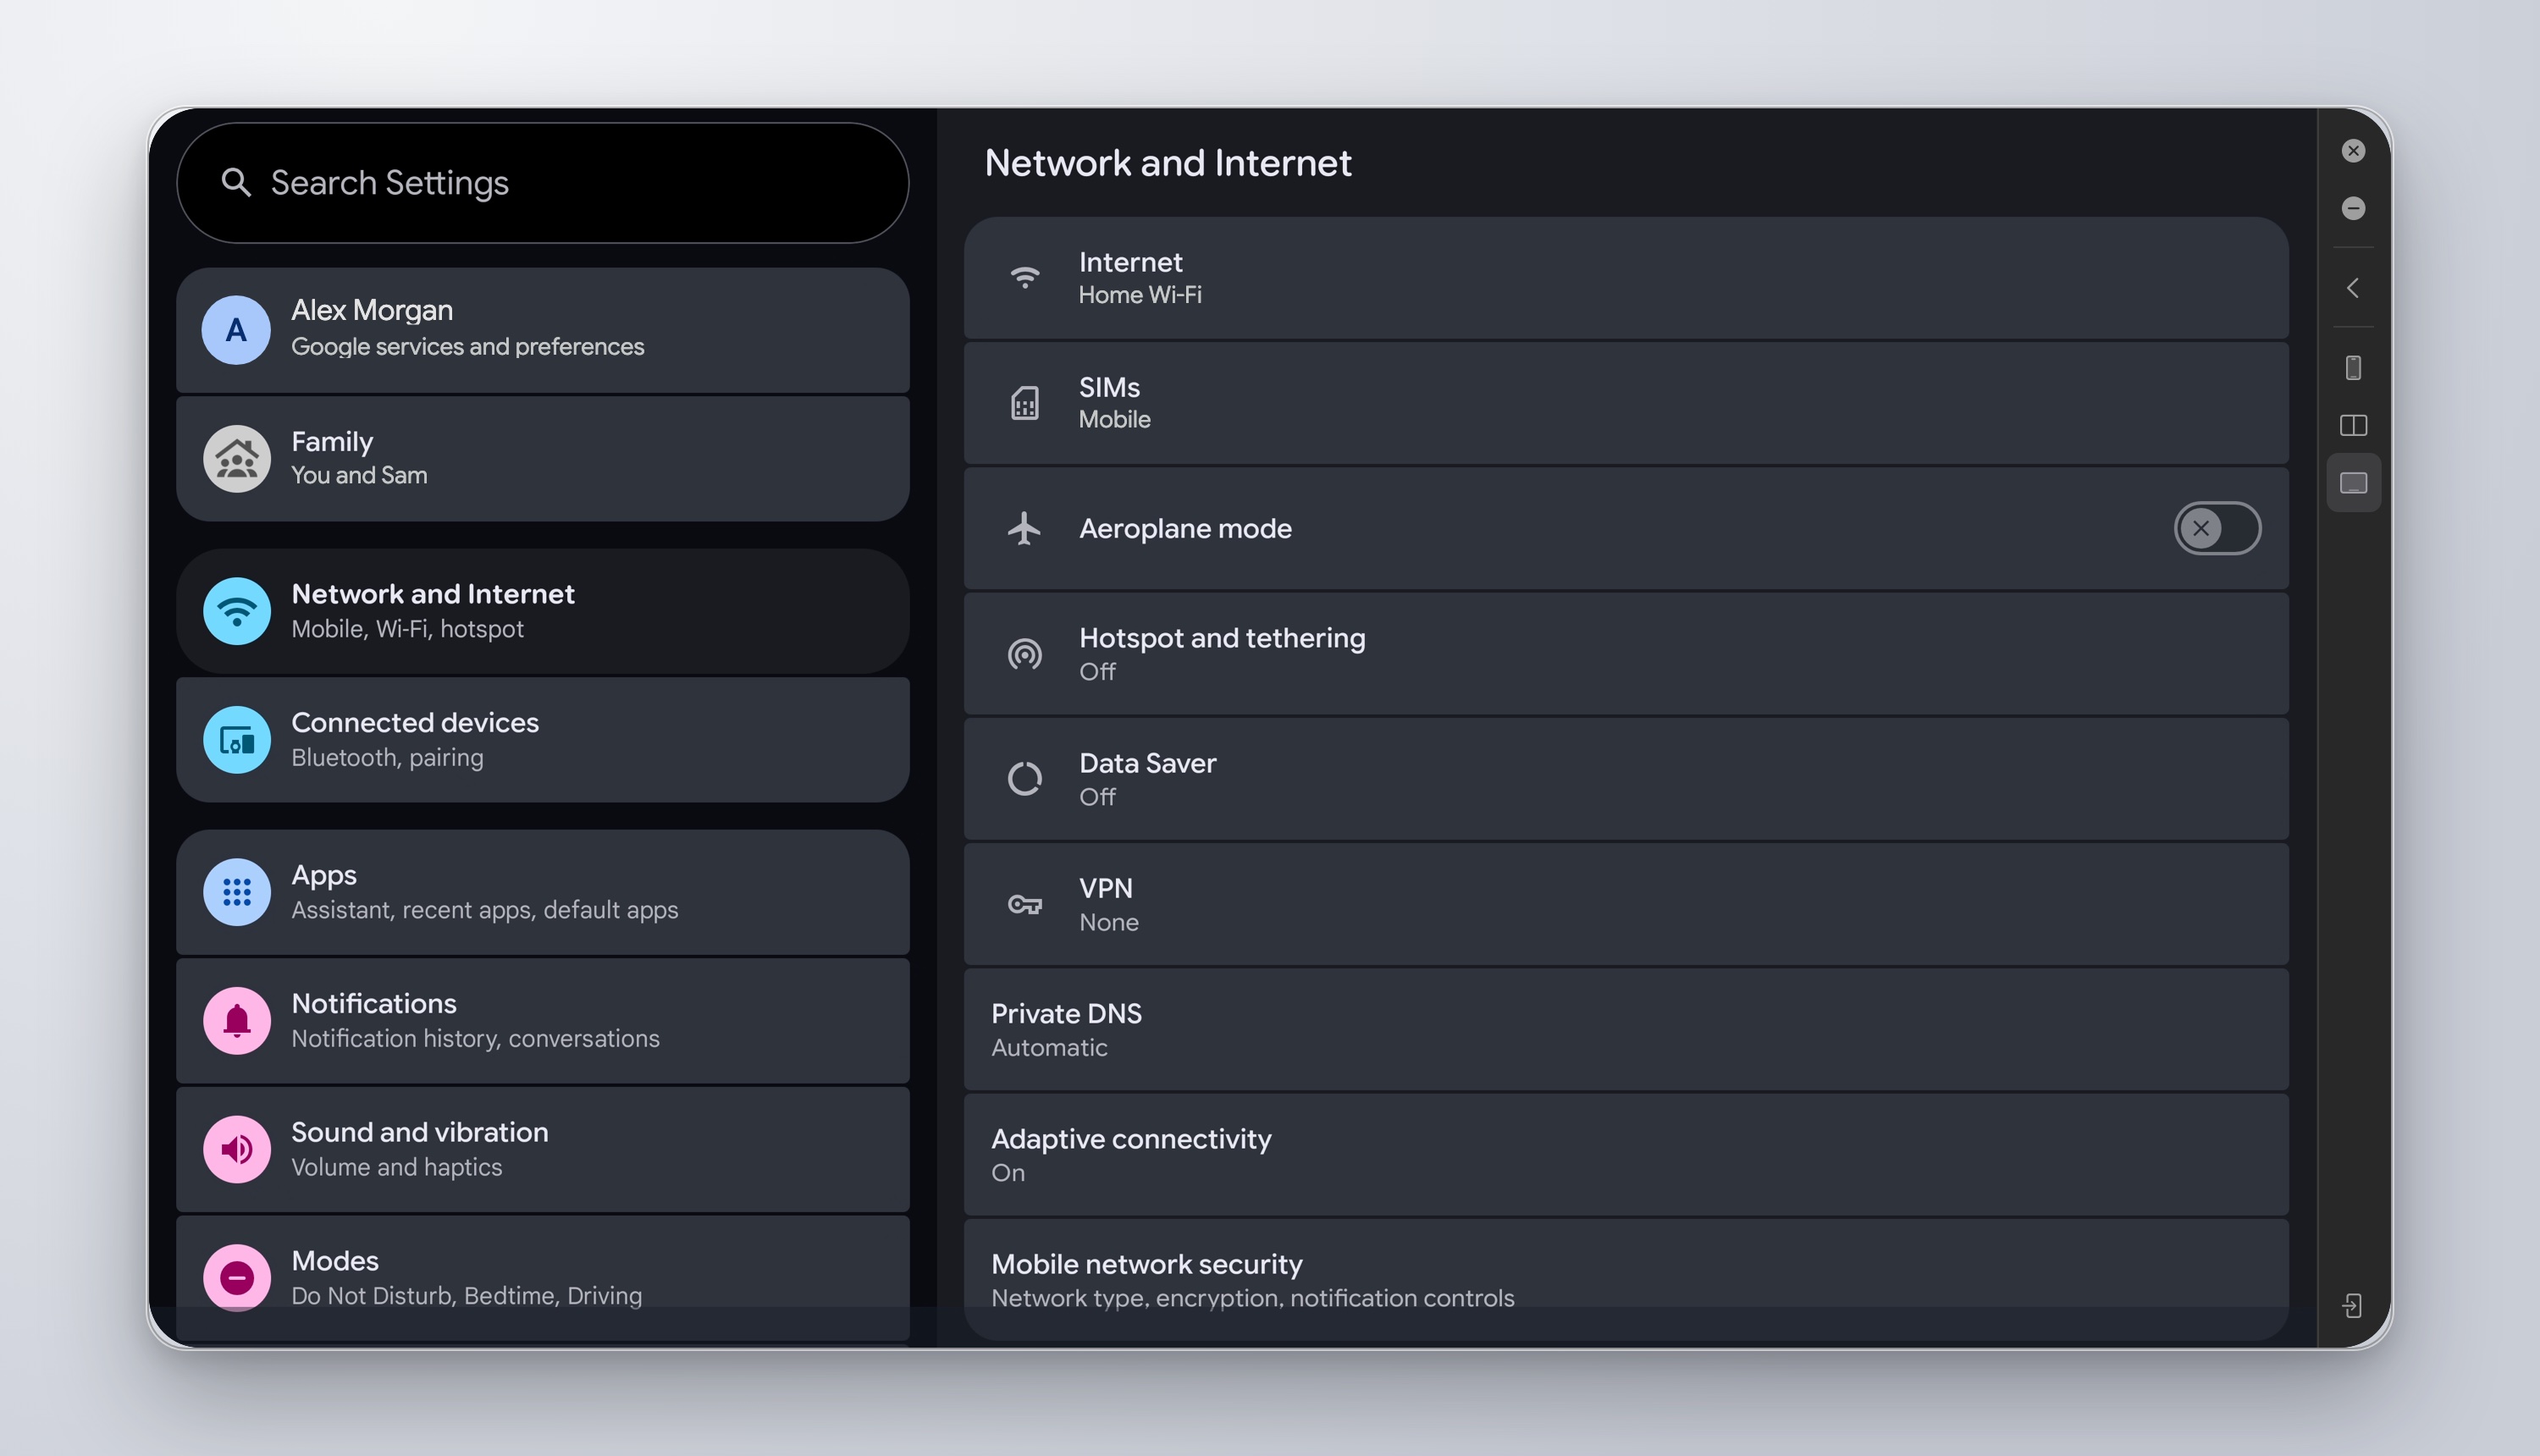 Search Settings
A
Alex Morgan
Google services and preferences
Family
You and Sam
Network and Internet
Mobile, Wi-Fi, hotspot
Connected devices
Bluetooth, pairing
Apps
Assistant, recent apps, default apps
Notifications
Notification history, conversations
Sound and vibration
Volume and haptics
Modes
Do Not Disturb, Bedtime, Driving
Network and Internet
Internet
Home Wi-Fi
SIMs
Mobile
Aeroplane mode
Hotspot and tethering
Off
Data Saver
Off
VPN
None
Private DNS
Automatic
Adaptive connectivity
On
Mobile network security
Network type, encryption, notification controls